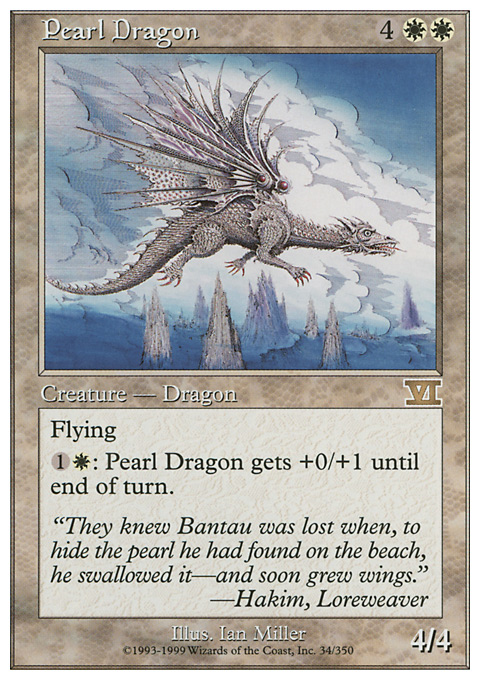 Pearl Dragon 4
Creature — Dragon VI
Flying
1: Pearl Dragon gets +0/+1 until
end of turn.
“They knew Bantau was lost when, to
hide the pearl he had found on the beach,
he swallowed it—and soon grew wings.”
—Hakim, Loreweaver
Illus. Ian Miller
©1993-1999 Wizards of the Coast, Inc. 34/350
4/4